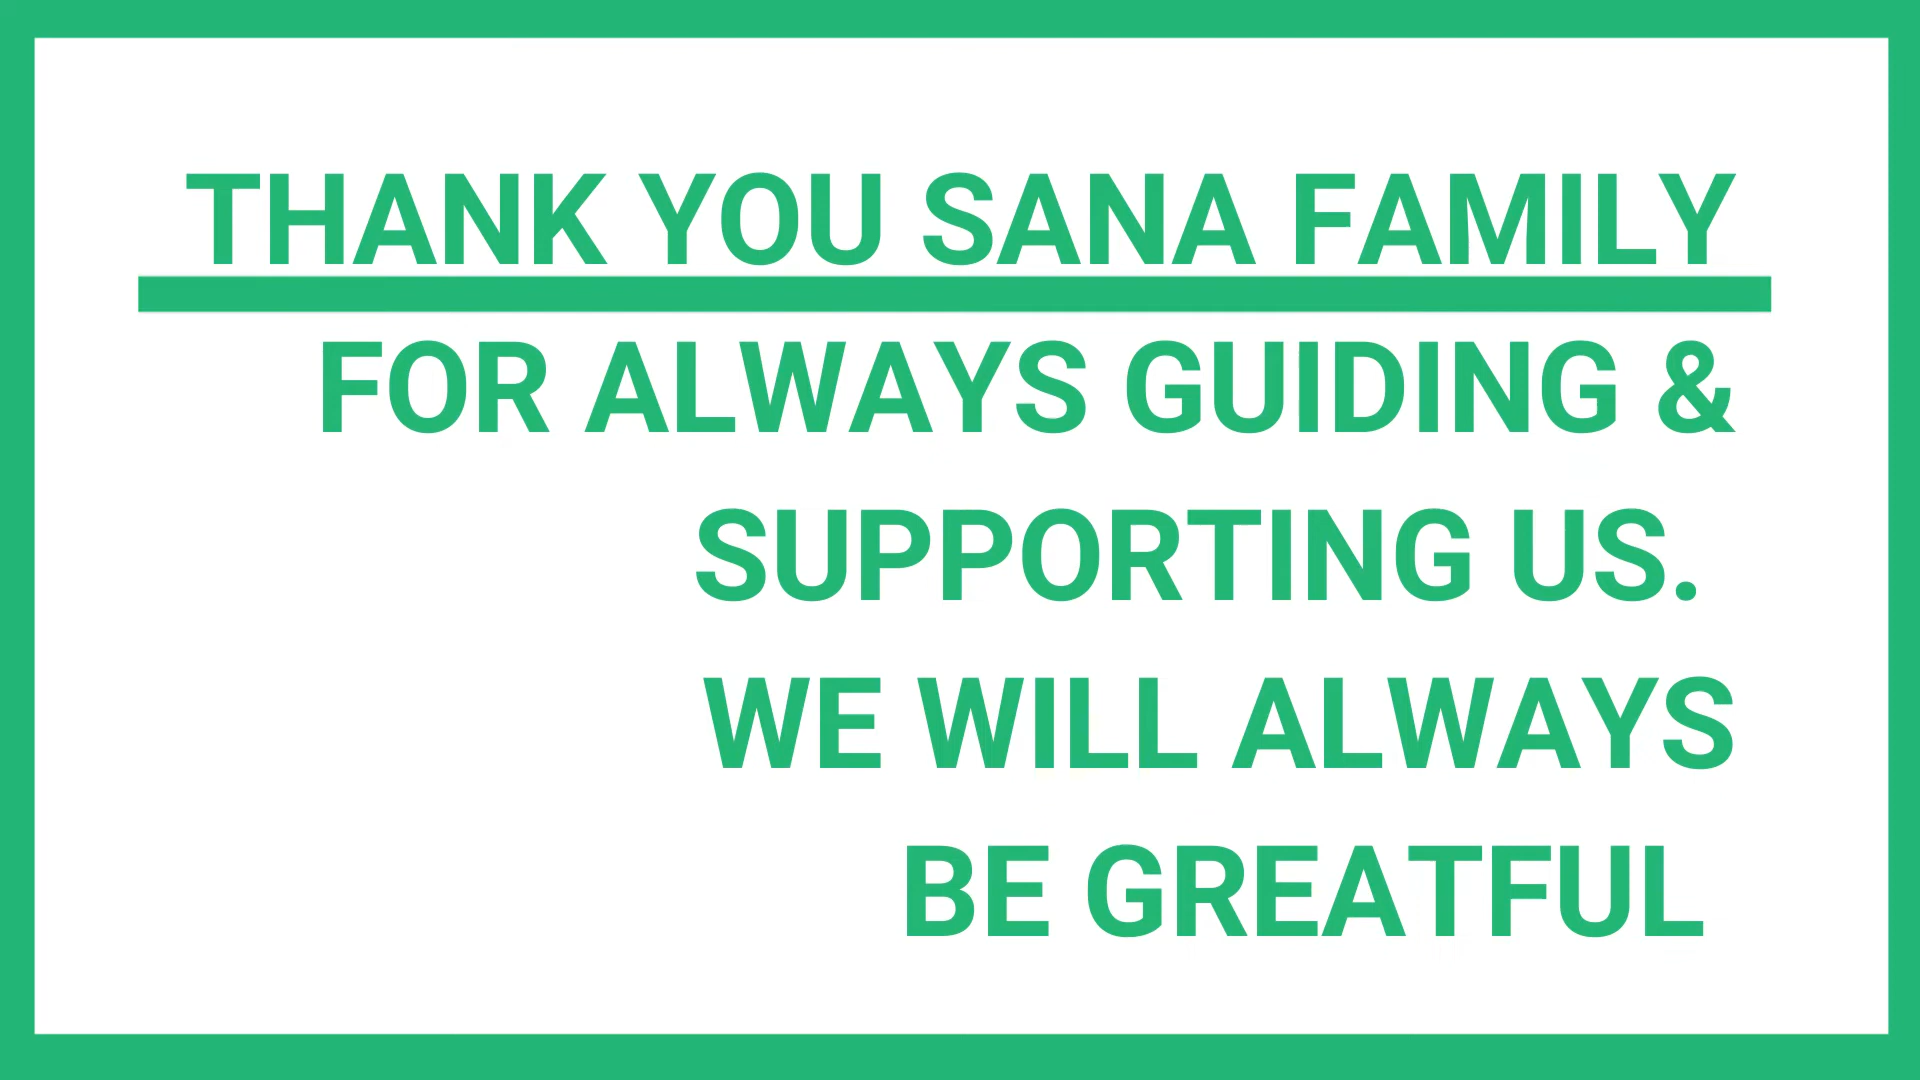 THANK YOU SANA FAMILY
FOR ALWAYS GUIDING &
SUPPORTING US.
WE WILL ALWAYS
BE GREATFUL